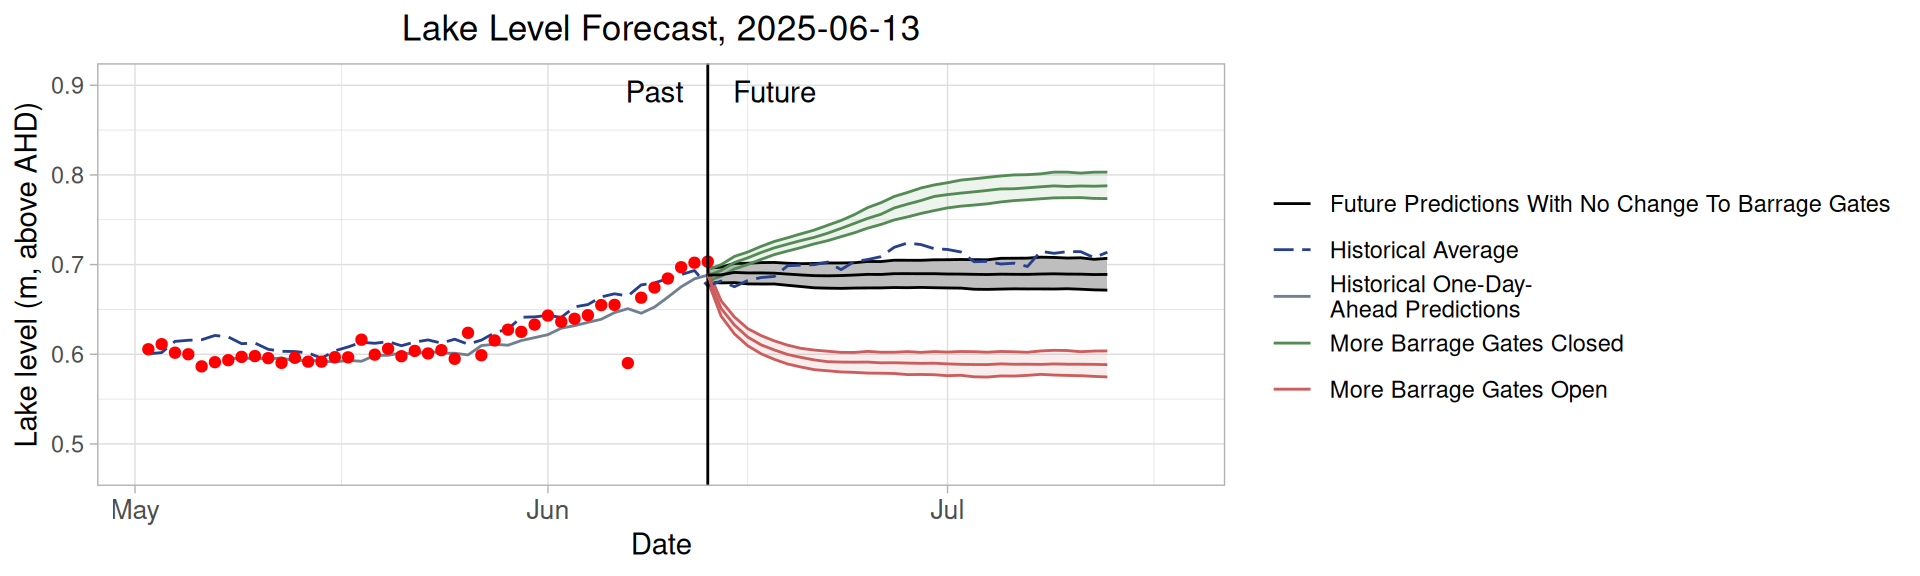 Lake Level Forecast, 2025-06-13
Lake level (m, above AHD)
0.9
0.8
0.7
0.6
0.5
Past
Future
May
Jun
Jul
Date
Future Predictions With No Change To Barrage Gates
Historical Average
Historical One-Day-
Ahead Predictions
More Barrage Gates Closed
More Barrage Gates Open